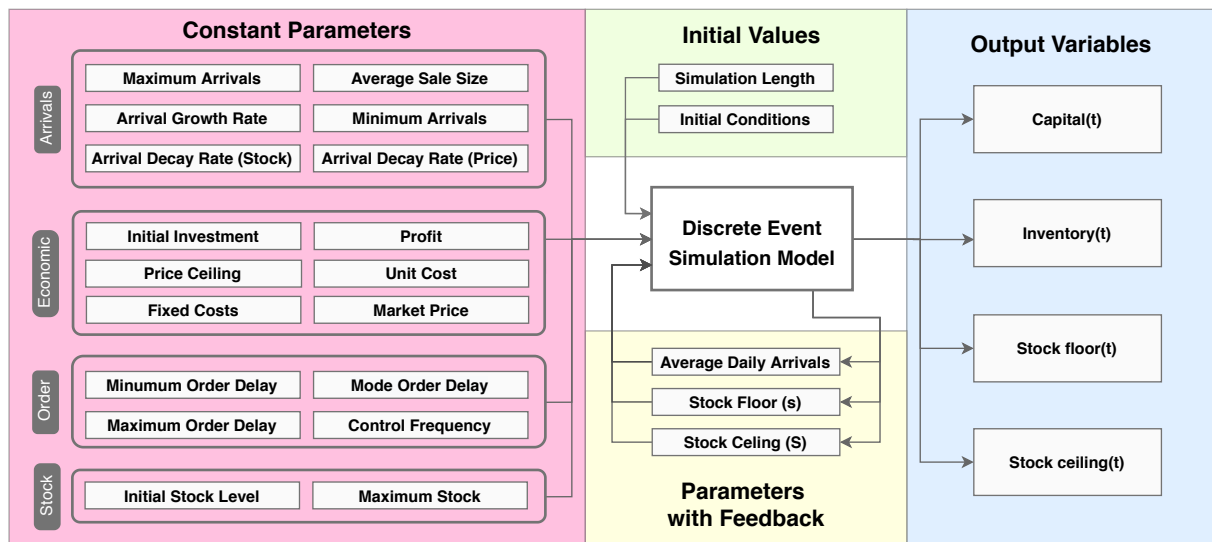 Constant Parameters
Arrivals
Maximum Arrivals
Average Sale Size
Arrival Growth Rate
Minimum Arrivals
Arrival Decay Rate (Stock)
Arrival Decay Rate (Price)
Economic
Initial Investment
Profit
Price Ceiling
Unit Cost
Fixed Costs
Market Price
Order
Minumum Order Delay
Mode Order Delay
Maximum Order Delay
Control Frequency
Stock
Initial Stock Level
Maximum Stock
Initial Values
Simulation Length
Initial Conditions
Discrete Event
Simulation Model
Average Daily Arrivals
Stock Floor (s)
Stock Celing (S)
Parameters
with Feedback
Output Variables
Capital(t)
Inventory(t)
Stock floor(t)
Stock ceiling(t)